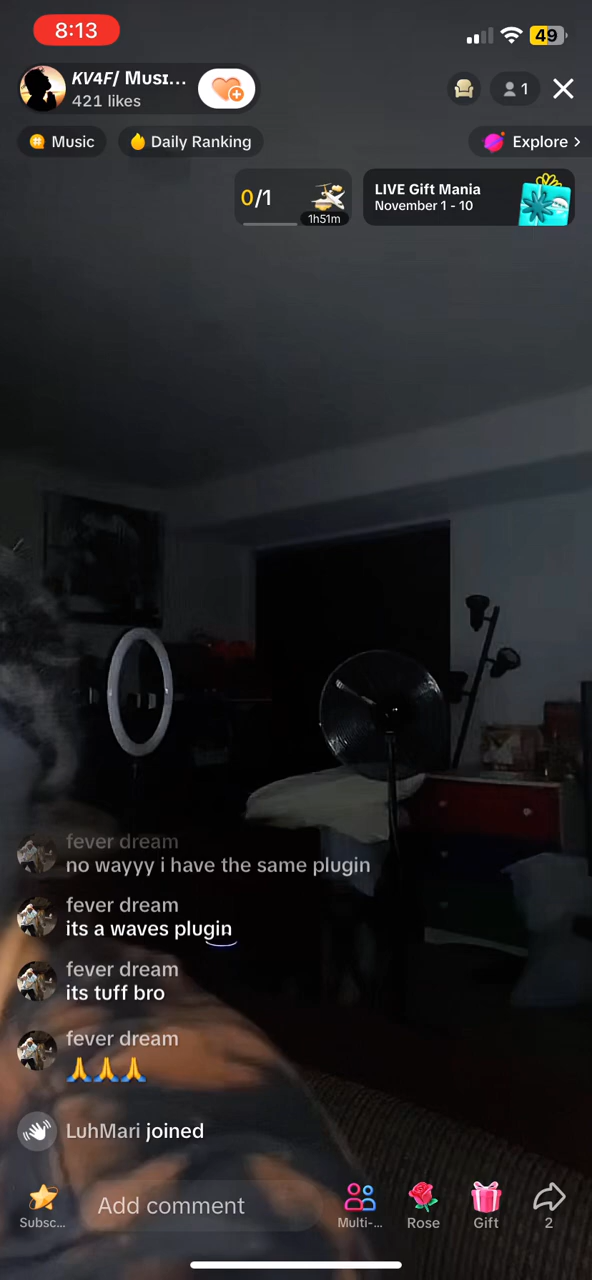 8:13
49
KV4F/ Musɪ...
421 likes
1
Music
Daily Ranking
Explore >
0/1
1h51m
LIVE Gift Mania
November 1 - 10
fever dream
no wayyy i have the same plugin
fever dream
its a waves plugin
fever dream
its tuff bro
fever dream
🙏🙏🙏
LuhMari joined
Add comment
Subsc...
Multi-...
Rose
Gift
2